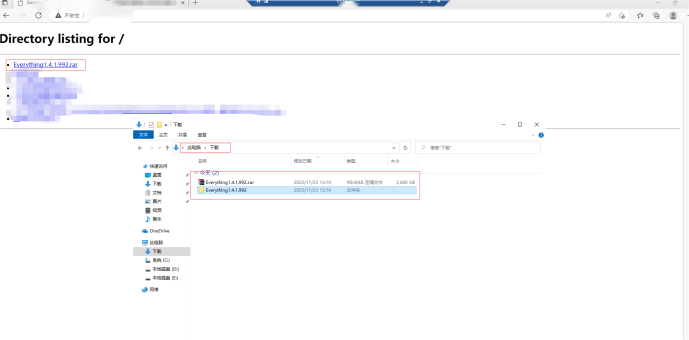 Directory listing for /
Everything1.4.1.992.rar
下载
文件
主页
共享
查看
此电脑 › 下载
搜索"下载"
名称
修改日期
类型
大小
今天 (2)
Everything1.4.1.992.rar
2022/11/23 13:14
WinRAR 压缩文件
2,660 KB
Everything1.4.1.992
2022/11/23 13:14
文件夹
快速访问
桌面
下载
文档
图片
视频
音乐
OneDrive
此电脑
下载
系统 (C:)
本地磁盘 (D:)
本地磁盘 (E:)
网络